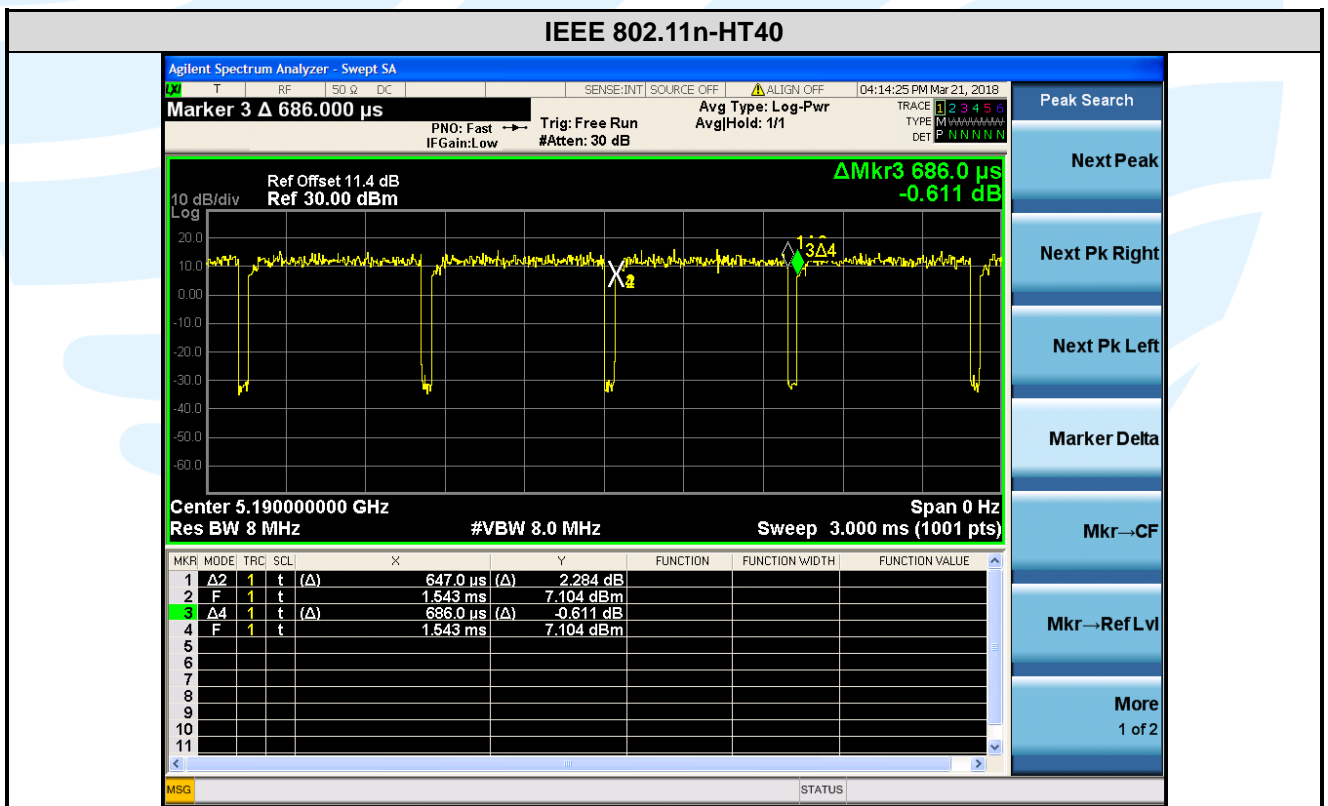 IEEE 802.11n-HT40
Agilent Spectrum Analyzer - Swept SA
LXI T RF 50 Ω DC SENSE:INT SOURCE OFF ALIGN OFF 04:14:25 PM Mar 21, 2018
Marker 3 Δ 686.000 µs
PNO: Fast
IFGain:Low
Trig: Free Run
#Atten: 30 dB
Avg Type: Log-Pwr
Avg|Hold: 1/1
TRACE 1 2 3 4 5 6
TYPE M WWWWW
DET P N N N N N
ΔMkr3 686.0 µs
-0.611 dB
Ref Offset 11.4 dB
10 dB/div Ref 30.00 dBm
Log
20.0
10.0
0.00
-10.0
-20.0
-30.0
-40.0
-50.0
-60.0
3Δ4
Center 5.190000000 GHz Span 0 Hz
Res BW 8 MHz #VBW 8.0 MHz Sweep 3.000 ms (1001 pts)
MKR MODE TRC SCL X Y FUNCTION FUNCTION WIDTH FUNCTION VALUE
1 Δ2 1 t (Δ) 647.0 µs (Δ) 2.284 dB
2 F 1 t 1.543 ms 7.104 dBm
3 Δ4 1 t (Δ) 686.0 µs (Δ) -0.611 dB
4 F 1 t 1.543 ms 7.104 dBm
5
6
7
8
9
10
11
MSG STATUS
Peak Search
Next Peak
Next Pk Right
Next Pk Left
Marker Delta
Mkr→CF
Mkr→Ref Lvl
More
1 of 2